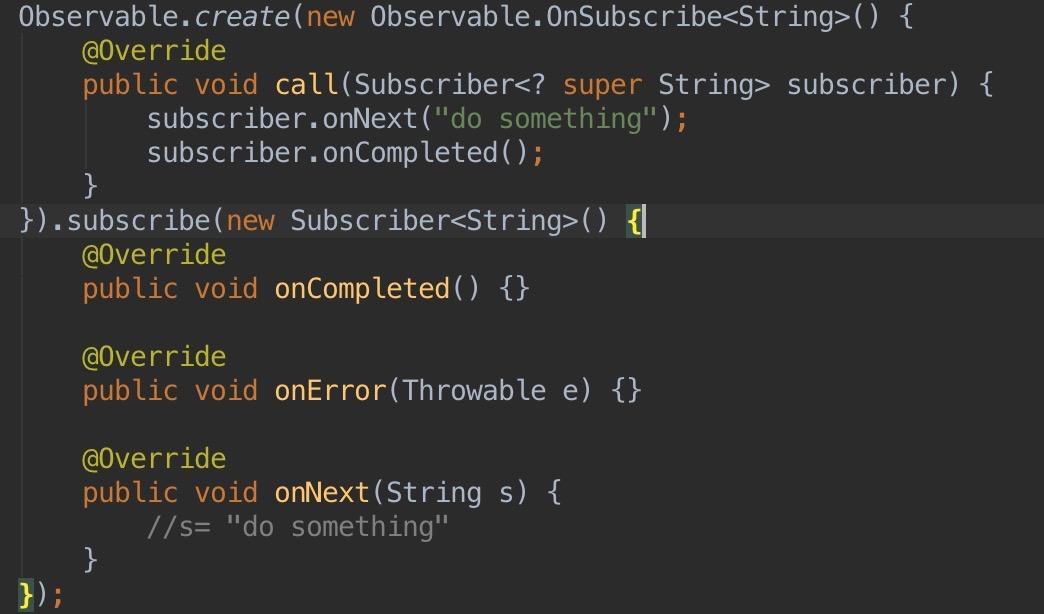 Observable.create(new Observable.OnSubscribe<String>() {
    @Override
    public void call(Subscriber<? super String> subscriber) {
        subscriber.onNext("do something");
        subscriber.onCompleted();
    }
}).subscribe(new Subscriber<String>() {
    @Override
    public void onCompleted() {}

    @Override
    public void onError(Throwable e) {}

    @Override
    public void onNext(String s) {
        //s= "do something"
    }
});